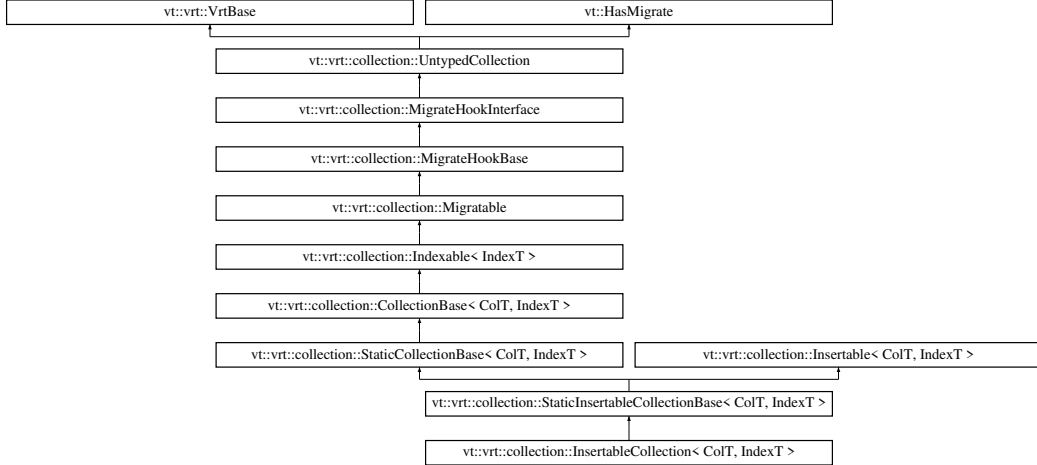 vt::vrt::VrtBase
vt::HasMigrate
vt::vrt::collection::UntypedCollection
vt::vrt::collection::MigrateHookInterface
vt::vrt::collection::MigrateHookBase
vt::vrt::collection::Migratable
vt::vrt::collection::Indexable< IndexT >
vt::vrt::collection::CollectionBase< ColT, IndexT >
vt::vrt::collection::StaticCollectionBase< ColT, IndexT >
vt::vrt::collection::Insertable< ColT, IndexT >
vt::vrt::collection::StaticInsertableCollectionBase< ColT, IndexT >
vt::vrt::collection::InsertableCollection< ColT, IndexT >